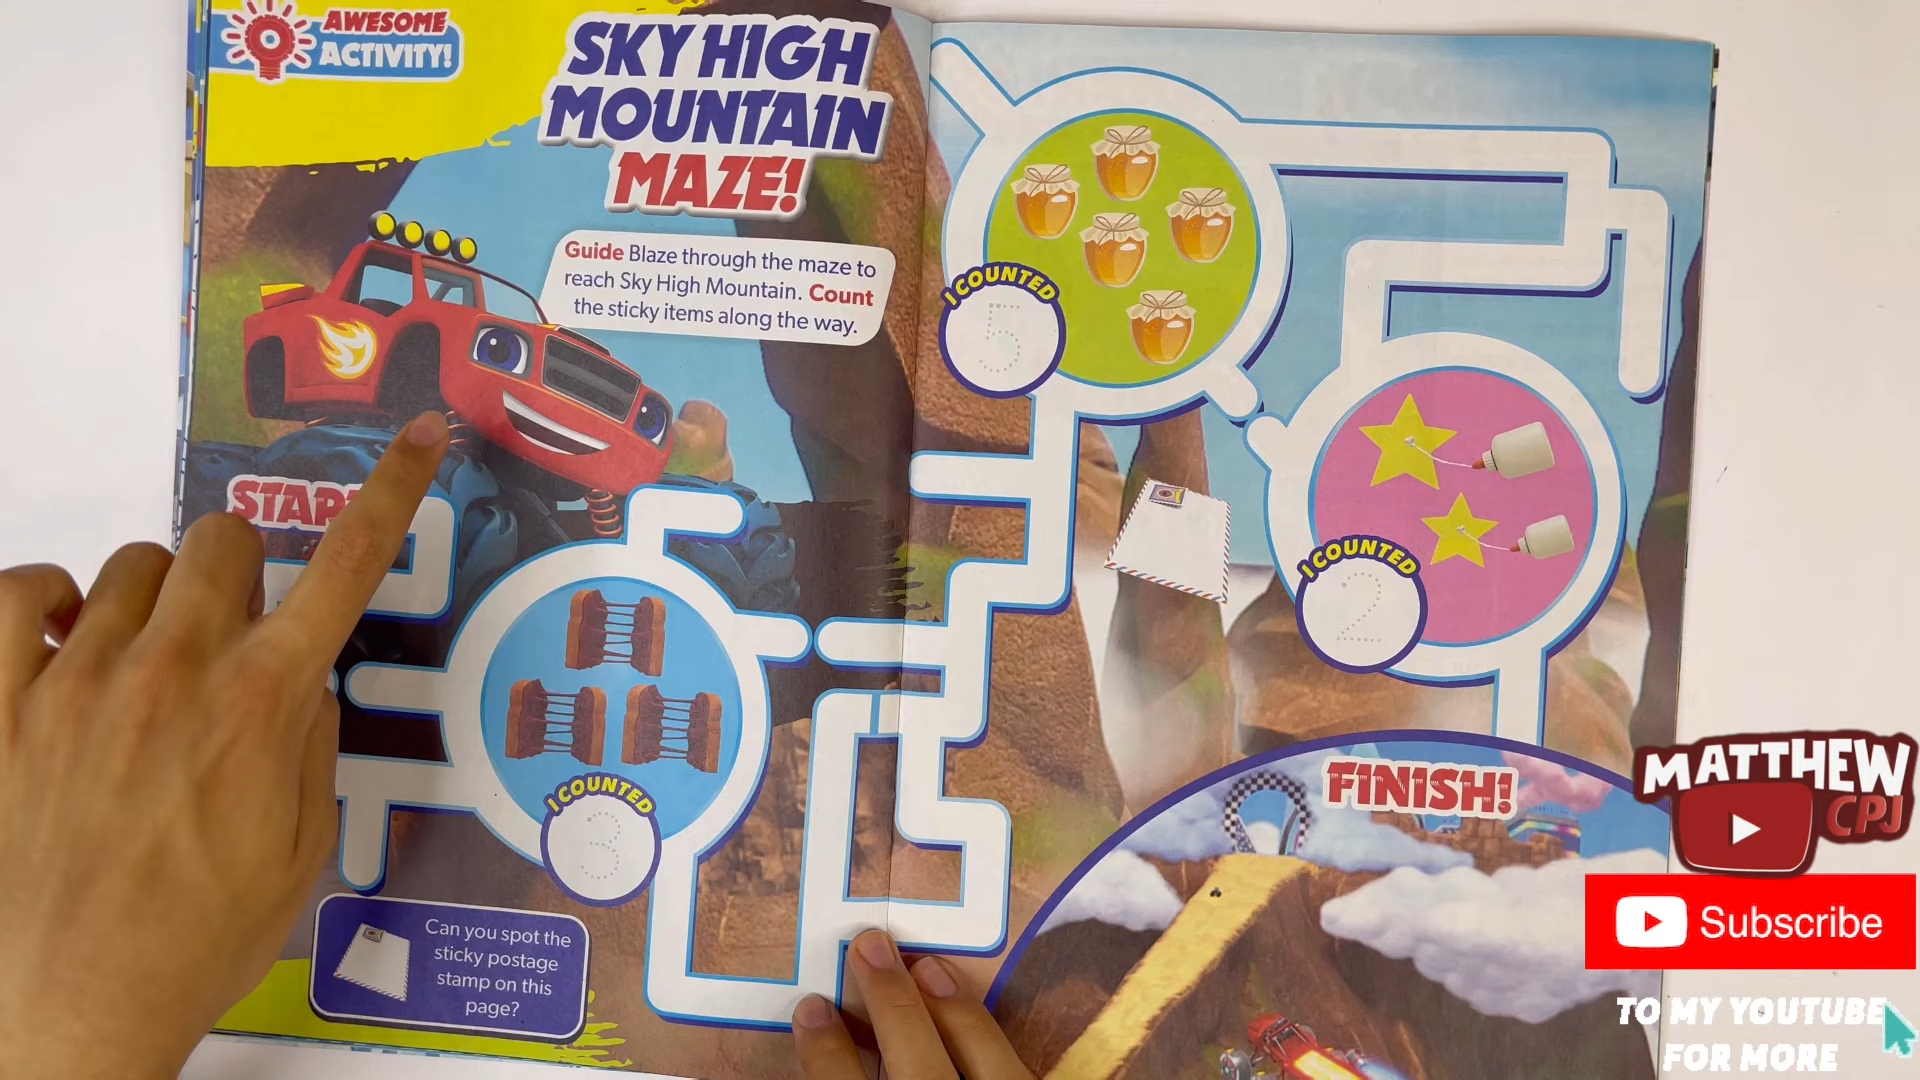 AWESOME
ACTIVITY!
SKY HIGH
MOUNTAIN
MAZE!
Guide Blaze through the maze to
reach Sky High Mountain. Count
the sticky items along the way.
START
I COUNTED
3
Can you spot the
sticky postage
stamp on this
page?
I COUNTED
5
I COUNTED
2
FINISH!
MATTHEW
CPJ
Subscribe
TO MY YOUTUBE
FOR MORE